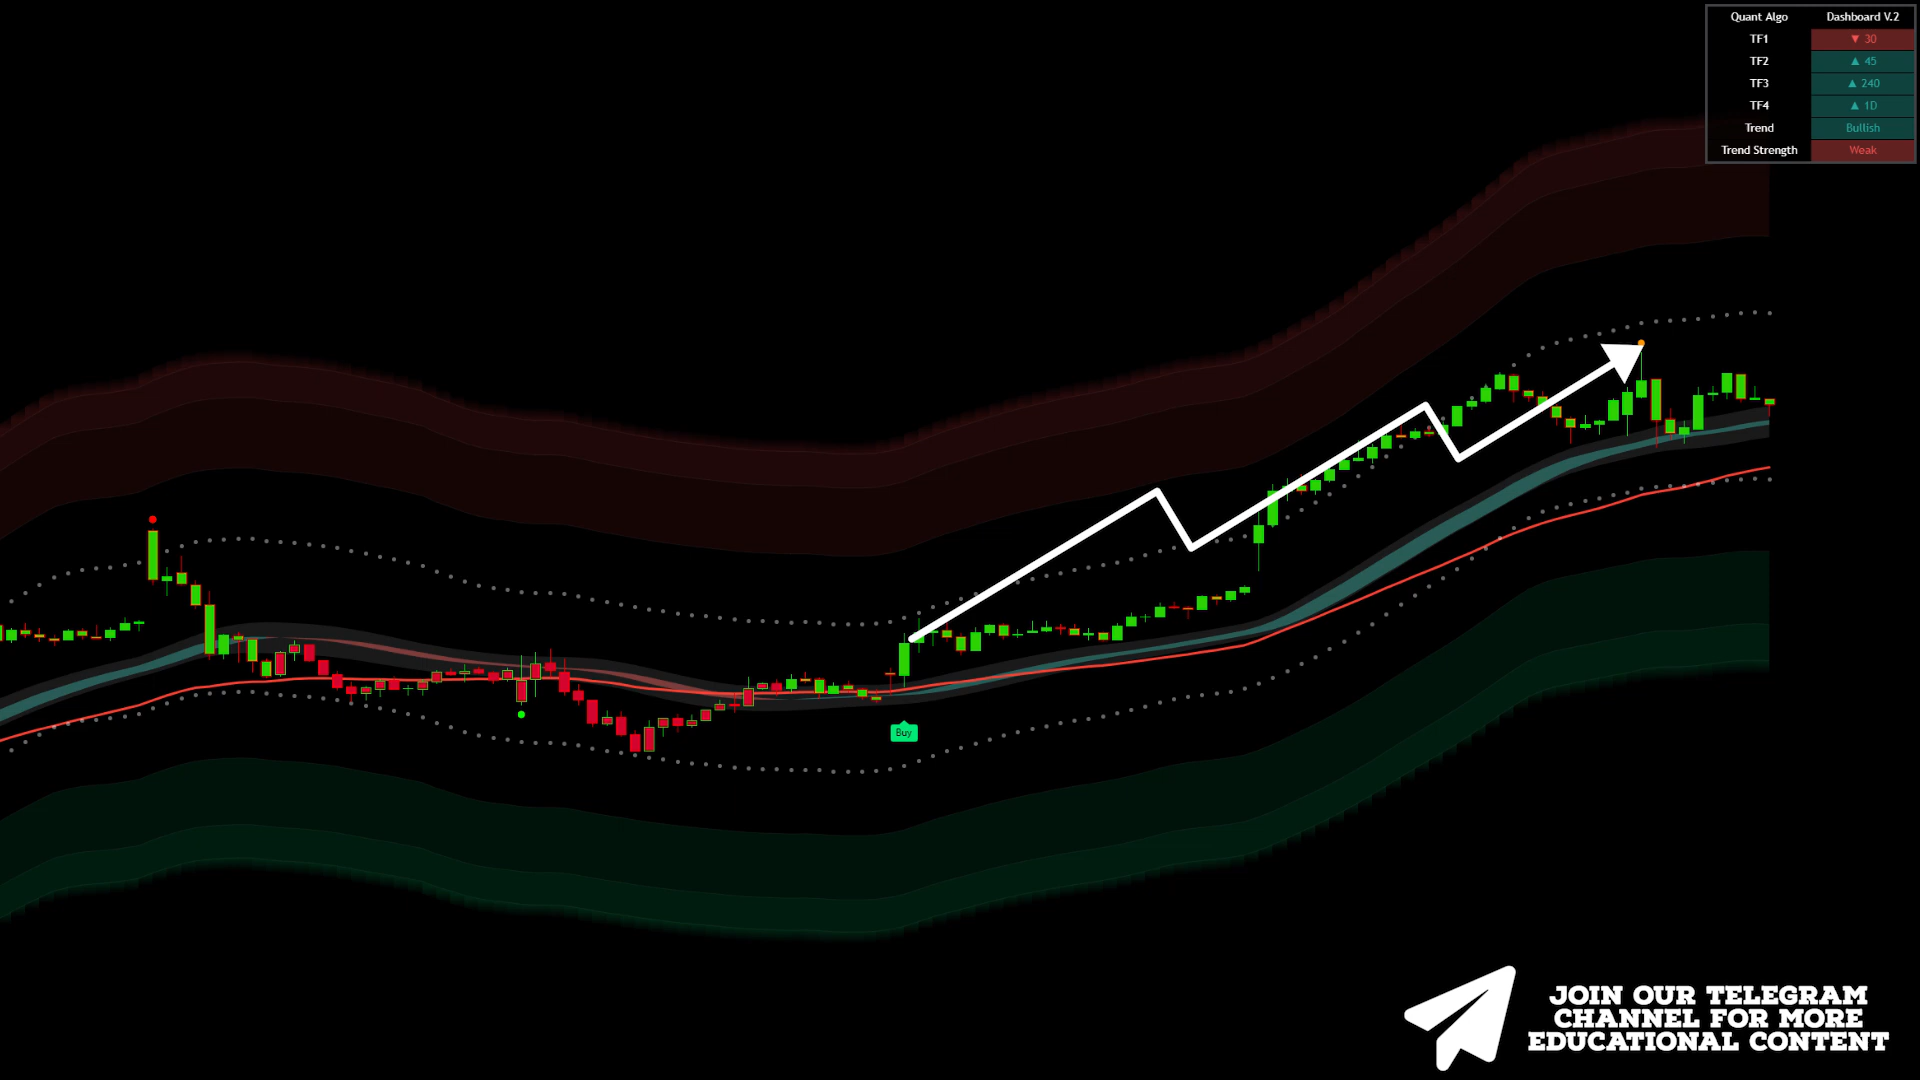 Quant Algo Dashboard V.2
TF1 ▼ 30
TF2 ▲ 45
TF3 ▲ 240
TF4 ▲ 1D
Trend Bullish
Trend Strength Weak
Buy
JOIN OUR TELEGRAM
CHANNEL FOR MORE
EDUCATIONAL CONTENT